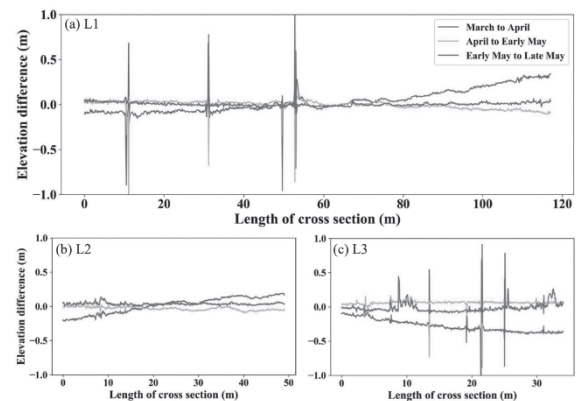 (a) L1
March to April
April to Early May
Early May to Late May
Elevation difference (m)
1.0
0.5
0.0
−0.5
−1.0
0 20 40 60 80 100 120
Length of cross section (m)
(b) L2
Elevation difference (m)
1.0
0.5
0.0
−0.5
−1.0
0 10 20 30 40 50
Length of cross section (m)
(c) L3
1.0
0.5
0.0
−0.5
−1.0
0 10 20 30
Length of cross section (m)